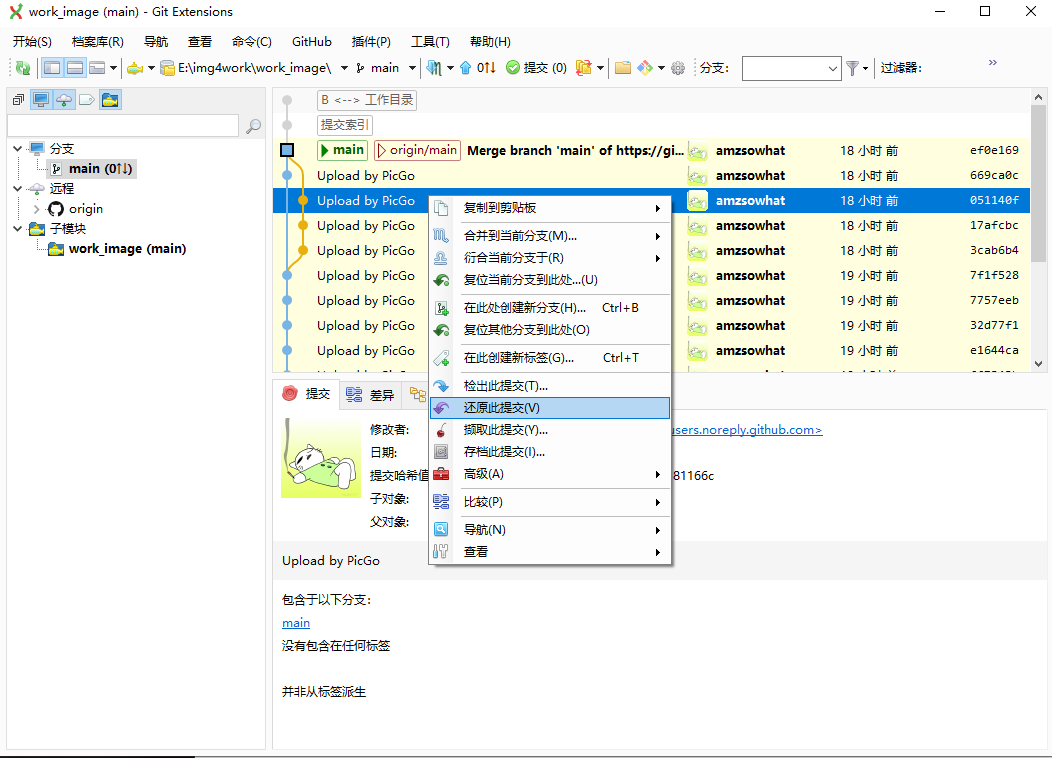 work_image (main) - Git Extensions
开始(S) 档案库(R) 导航 查看 命令(C) GitHub 插件(P) 工具(T) 帮助(H)
E:\img4work\work_image\ main 0↑↓ 提交 (0) 分支: 过滤器: »
B <--> 工作目录
提交索引
main origin/main Merge branch 'main' of https://gi... amzsowhat 18 小时 前 ef0e169
Upload by PicGo amzsowhat 18 小时 前 669ca0c
Upload by PicGo amzsowhat 18 小时 前 051140f
Upload by PicGo amzsowhat 18 小时 前 17afcbc
Upload by PicGo amzsowhat 18 小时 前 3cab6b4
Upload by PicGo amzsowhat 19 小时 前 7f1f528
Upload by PicGo amzsowhat 19 小时 前 7757eeb
Upload by PicGo amzsowhat 19 小时 前 32d77f1
Upload by PicGo amzsowhat 19 小时 前 e1644ca
分支
main (0↑↓)
远程
origin
子模块
work_image (main)
复制到剪贴板
合并到当前分支(M)...
衍合当前分支于(R)
复位当前分支到此处...(U)
在此处创建新分支(H)... Ctrl+B
复位其他分支到此处(O)
在此创建新标签(G)... Ctrl+T
检出此提交(T)...
还原此提交(V)
撷取此提交(Y)...
存档此提交(I)...
高级(A)
比较(P)
导航(N)
查看
提交 差异
修改者: users.noreply.github.com>
日期:
提交哈希值 81166c
子对象:
父对象:
Upload by PicGo
包含于以下分支:
main
没有包含在任何标签
并非从标签派生